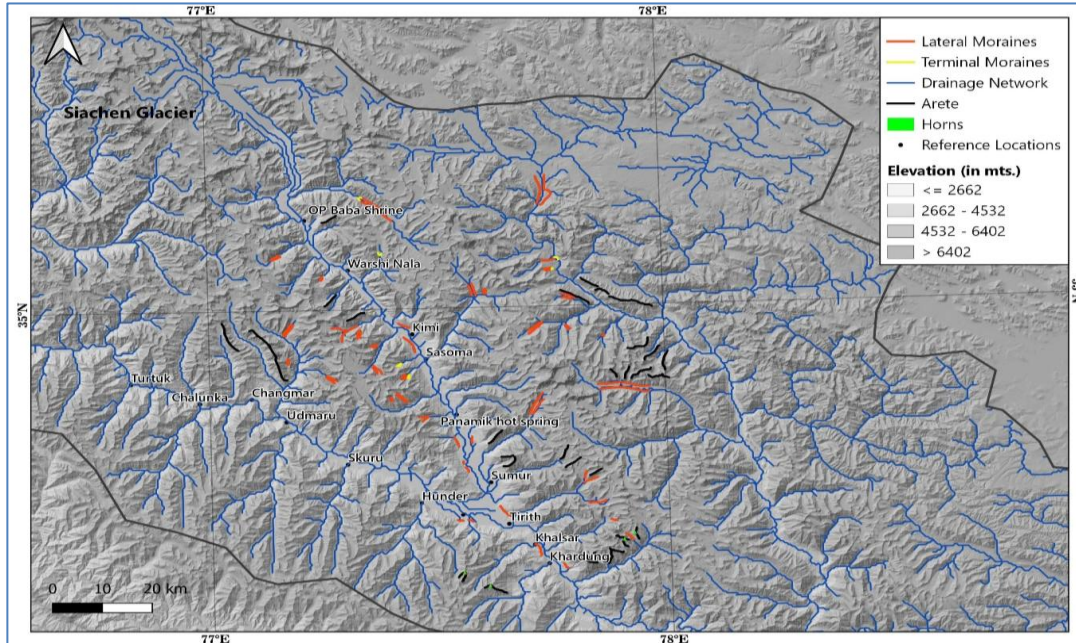 77°E 78°E
Siachen Glacier
Lateral Moraines
Terminal Moraines
Drainage Network
Arete
Horns
Reference Locations
Elevation (in mts.)
<= 2662
2662 - 4532
4532 - 6402
> 6402
OP Baba Shrine
Warshi Nala
35°N
Kimi
Sasoma
Turtuk
Changmar
Chalunka
Udmaru
Panamik hot spring
Skuru
Sumur
Hünder
Tirith
Khalsar
Khardung
0 10 20 km
77°E 78°E